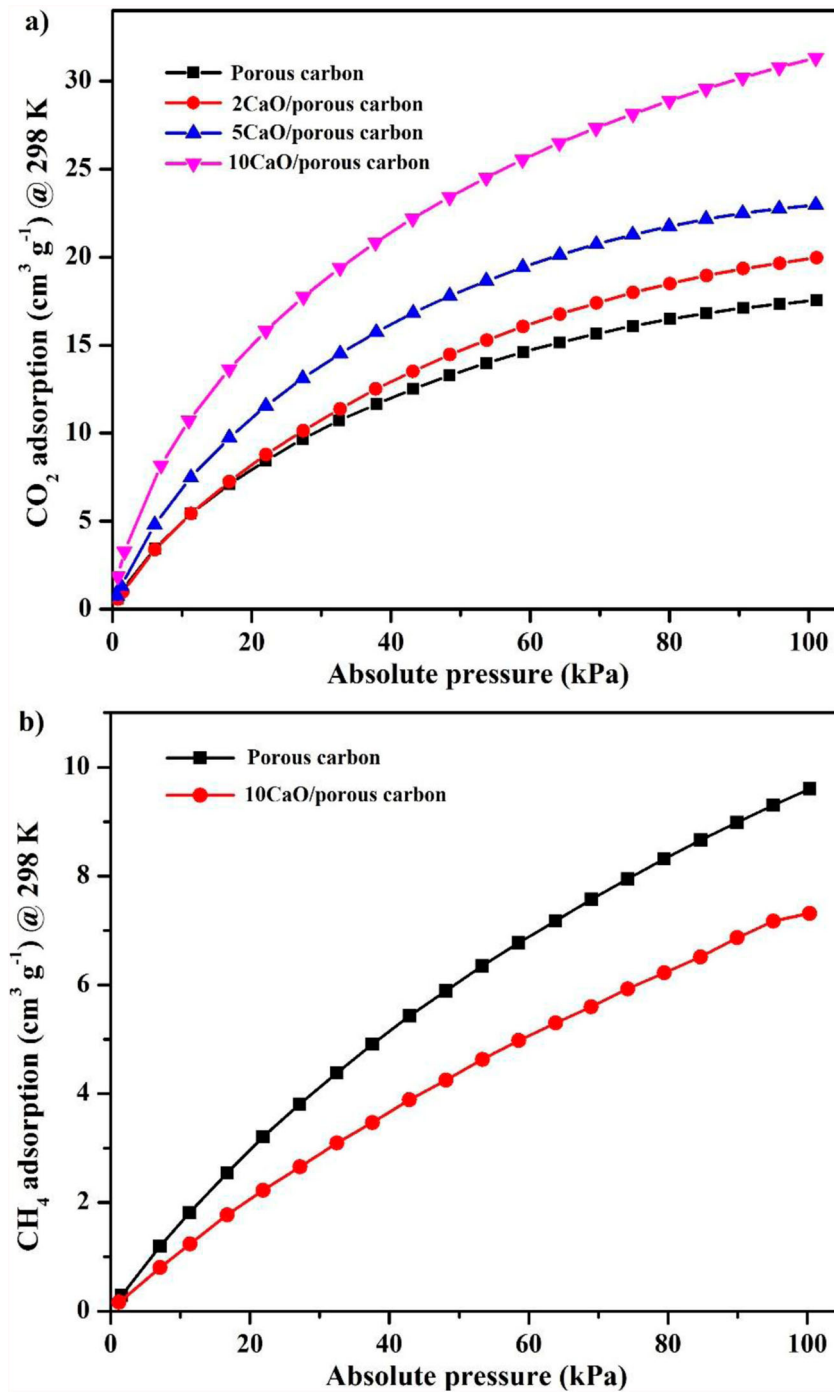 a)
Porous carbon
2CaO/porous carbon
5CaO/porous carbon
10CaO/porous carbon
CO2 adsorption (cm3 g-1) @ 298 K
30
25
20
15
10
5
0
0 20 40 60 80 100
Absolute pressure (kPa)
b)
Porous carbon
10CaO/porous carbon
CH4 adsorption (cm3 g-1) @ 298 K
10
8
6
4
2
0
0 20 40 60 80 100
Absolute pressure (kPa)